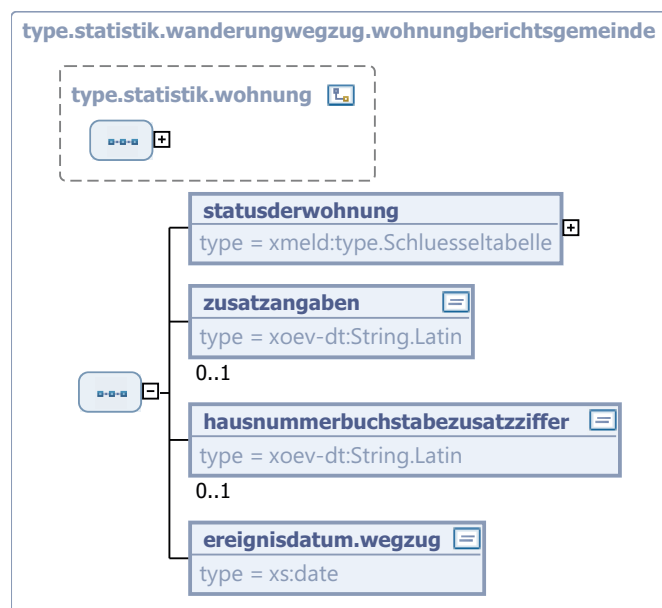 type.statistik.wanderungwegzug.wohnungberichtsgemeinde
type.statistik.wohnung
statusderwohnung
type = xmeld:type.Schluesseltabelle
zusatzangaben
type = xoev-dt:String.Latin
0..1
hausnummerbuchstabezusatzziffer
type = xoev-dt:String.Latin
0..1
ereignisdatum.wegzug
type = xs:date